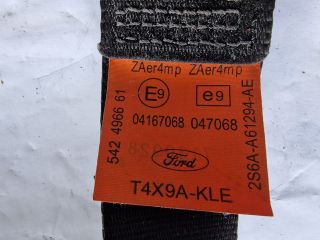 ZAer4mp ZAer4mp
E9 e9
04167068 047068
542 4966 61
2S6A-A61294-AE
Ford
T4X9A-KLE